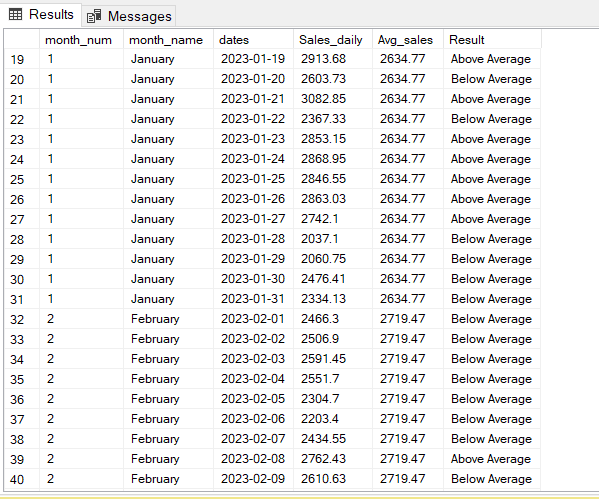 Results Messages
month_num month_name dates Sales_daily Avg_sales Result
19 1 January 2023-01-19 2913.68 2634.77 Above Average
20 1 January 2023-01-20 2603.73 2634.77 Below Average
21 1 January 2023-01-21 3082.85 2634.77 Above Average
22 1 January 2023-01-22 2367.33 2634.77 Below Average
23 1 January 2023-01-23 2853.15 2634.77 Above Average
24 1 January 2023-01-24 2868.95 2634.77 Above Average
25 1 January 2023-01-25 2846.55 2634.77 Above Average
26 1 January 2023-01-26 2863.03 2634.77 Above Average
27 1 January 2023-01-27 2742.1 2634.77 Above Average
28 1 January 2023-01-28 2037.1 2634.77 Below Average
29 1 January 2023-01-29 2060.75 2634.77 Below Average
30 1 January 2023-01-30 2476.41 2634.77 Below Average
31 1 January 2023-01-31 2334.13 2634.77 Below Average
32 2 February 2023-02-01 2466.3 2719.47 Below Average
33 2 February 2023-02-02 2506.9 2719.47 Below Average
34 2 February 2023-02-03 2591.45 2719.47 Below Average
35 2 February 2023-02-04 2551.7 2719.47 Below Average
36 2 February 2023-02-05 2304.7 2719.47 Below Average
37 2 February 2023-02-06 2203.4 2719.47 Below Average
38 2 February 2023-02-07 2434.55 2719.47 Below Average
39 2 February 2023-02-08 2762.43 2719.47 Above Average
40 2 February 2023-02-09 2610.63 2719.47 Below Average